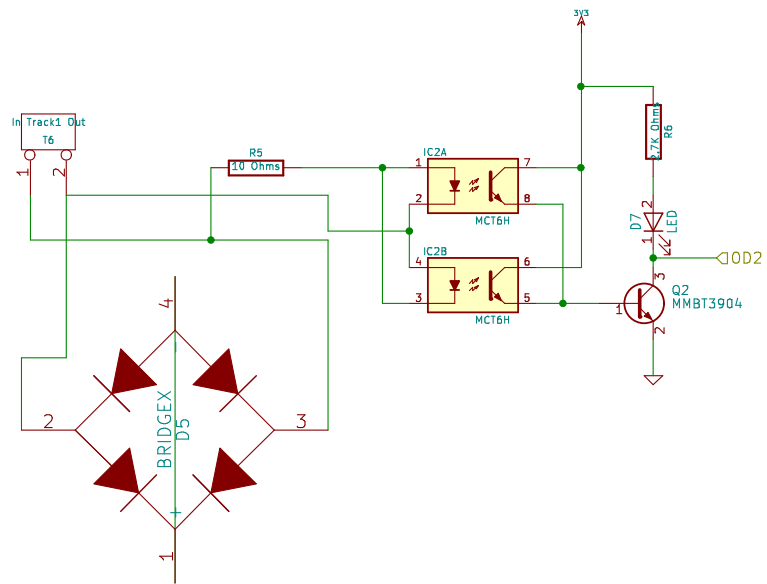 3V3
In Track1 Out
T6
1
2
R5
10 Ohms
IC2A
1
7
2
8
MCT6H
IC2B
4
6
3
5
MCT6H
2.7K Ohms
R6
2
D7
LED
1
OD2
3
Q2
MMBT3904
1
2
4
-
2
3
BRIDGEX
D5
+
1